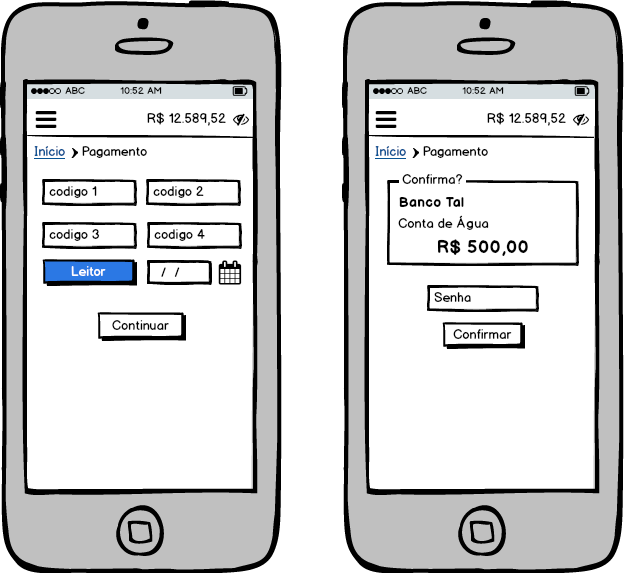 ABC 10:52 AM
R$ 12.589,52
Início Pagamento
codigo 1 codigo 2
codigo 3 codigo 4
Leitor / /
Continuar
ABC 10:52 AM
R$ 12.589,52
Início Pagamento
Confirma?
Banco Tal
Conta de Água
R$ 500,00
Senha
Confirmar